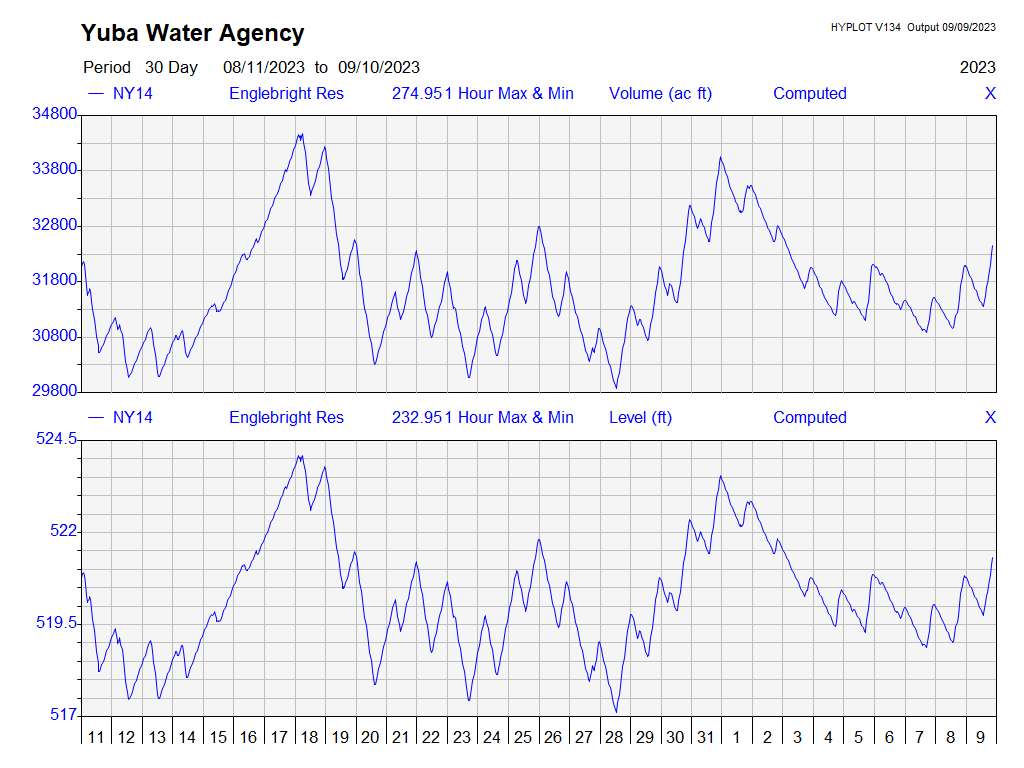 Yuba Water Agency
HYPLOT V134 Output 09/09/2023
Period 30 Day 08/11/2023 to 09/10/2023
2023
— NY14 Englebright Res 274.951 Hour Max & Min Volume (ac ft) Computed X
34800
33800
32800
31800
30800
29800
— NY14 Englebright Res 232.951 Hour Max & Min Level (ft) Computed X
524.5
522
519.5
517
11 12 13 14 15 16 17 18 19 20 21 22 23 24 25 26 27 28 29 30 31 1 2 3 4 5 6 7 8 9